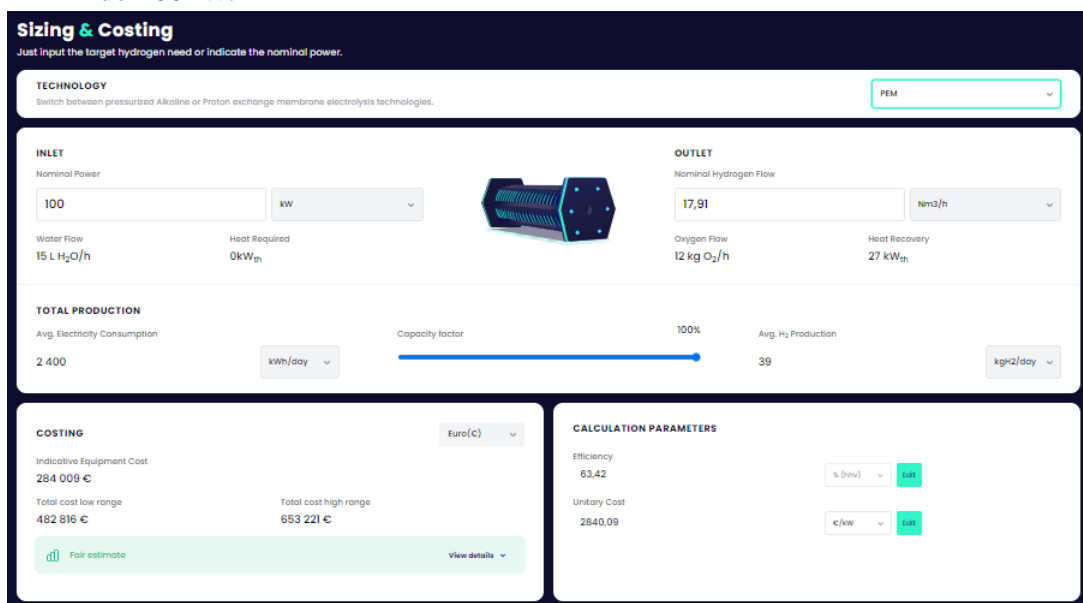 Sizing & Costing
Just input the target hydrogen need or indicate the nominal power.
TECHNOLOGY
Switch between pressurized Alkaline or Proton exchange membrane electrolysis technologies.
PEM
INLET
Nominal Power
100
kW
Water Flow
Heat Required
15 L H₂O/h
0kWth
OUTLET
Nominal Hydrogen Flow
17,91
Nm3/h
Oxygen Flow
Heat Recovery
12 kg O₂/h
27 kWth
TOTAL PRODUCTION
Avg. Electricity Consumption
2 400
kWh/day
Capacity factor
100%
Avg. H₂ Production
39
kgH2/day
COSTING
Euro(€)
Indicative Equipment Cost
284 009 €
Total cost low range
Total cost high range
482 816 €
653 221 €
Fair estimate
View details
CALCULATION PARAMETERS
Efficiency
63,42
% (hhv)
Edit
Unitory Cost
2840,09
€/kW
Edit